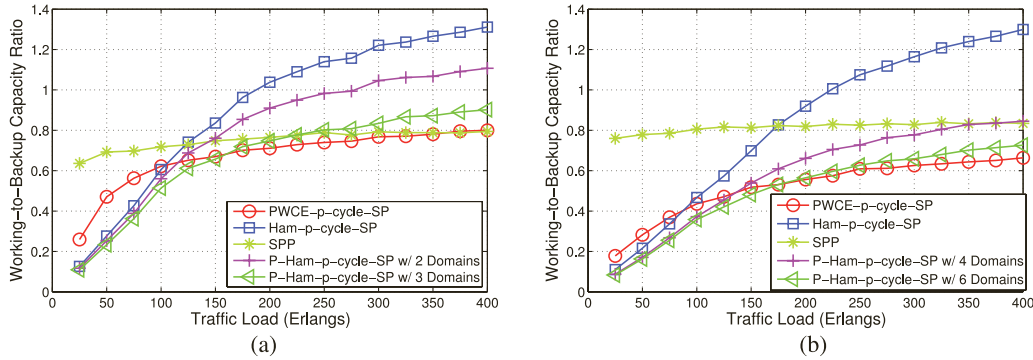 1.4
1.2
1
0.8
0.6
0.4
0.2
0
Working-to-Backup Capacity Ratio
PWCE-p-cycle-SP
Ham-p-cycle-SP
SPP
P-Ham-p-cycle-SP w/ 2 Domains
P-Ham-p-cycle-SP w/ 3 Domains
0 50 100 150 200 250 300 350 400
Traffic Load (Erlangs)
(a)
1.4
1.2
1
0.8
0.6
0.4
0.2
0
Working-to-Backup Capacity Ratio
PWCE-p-cycle-SP
Ham-p-cycle-SP
SPP
P-Ham-p-cycle-SP w/ 4 Domains
P-Ham-p-cycle-SP w/ 6 Domains
0 50 100 150 200 250 300 350 400
Traffic Load (Erlangs)
(b)